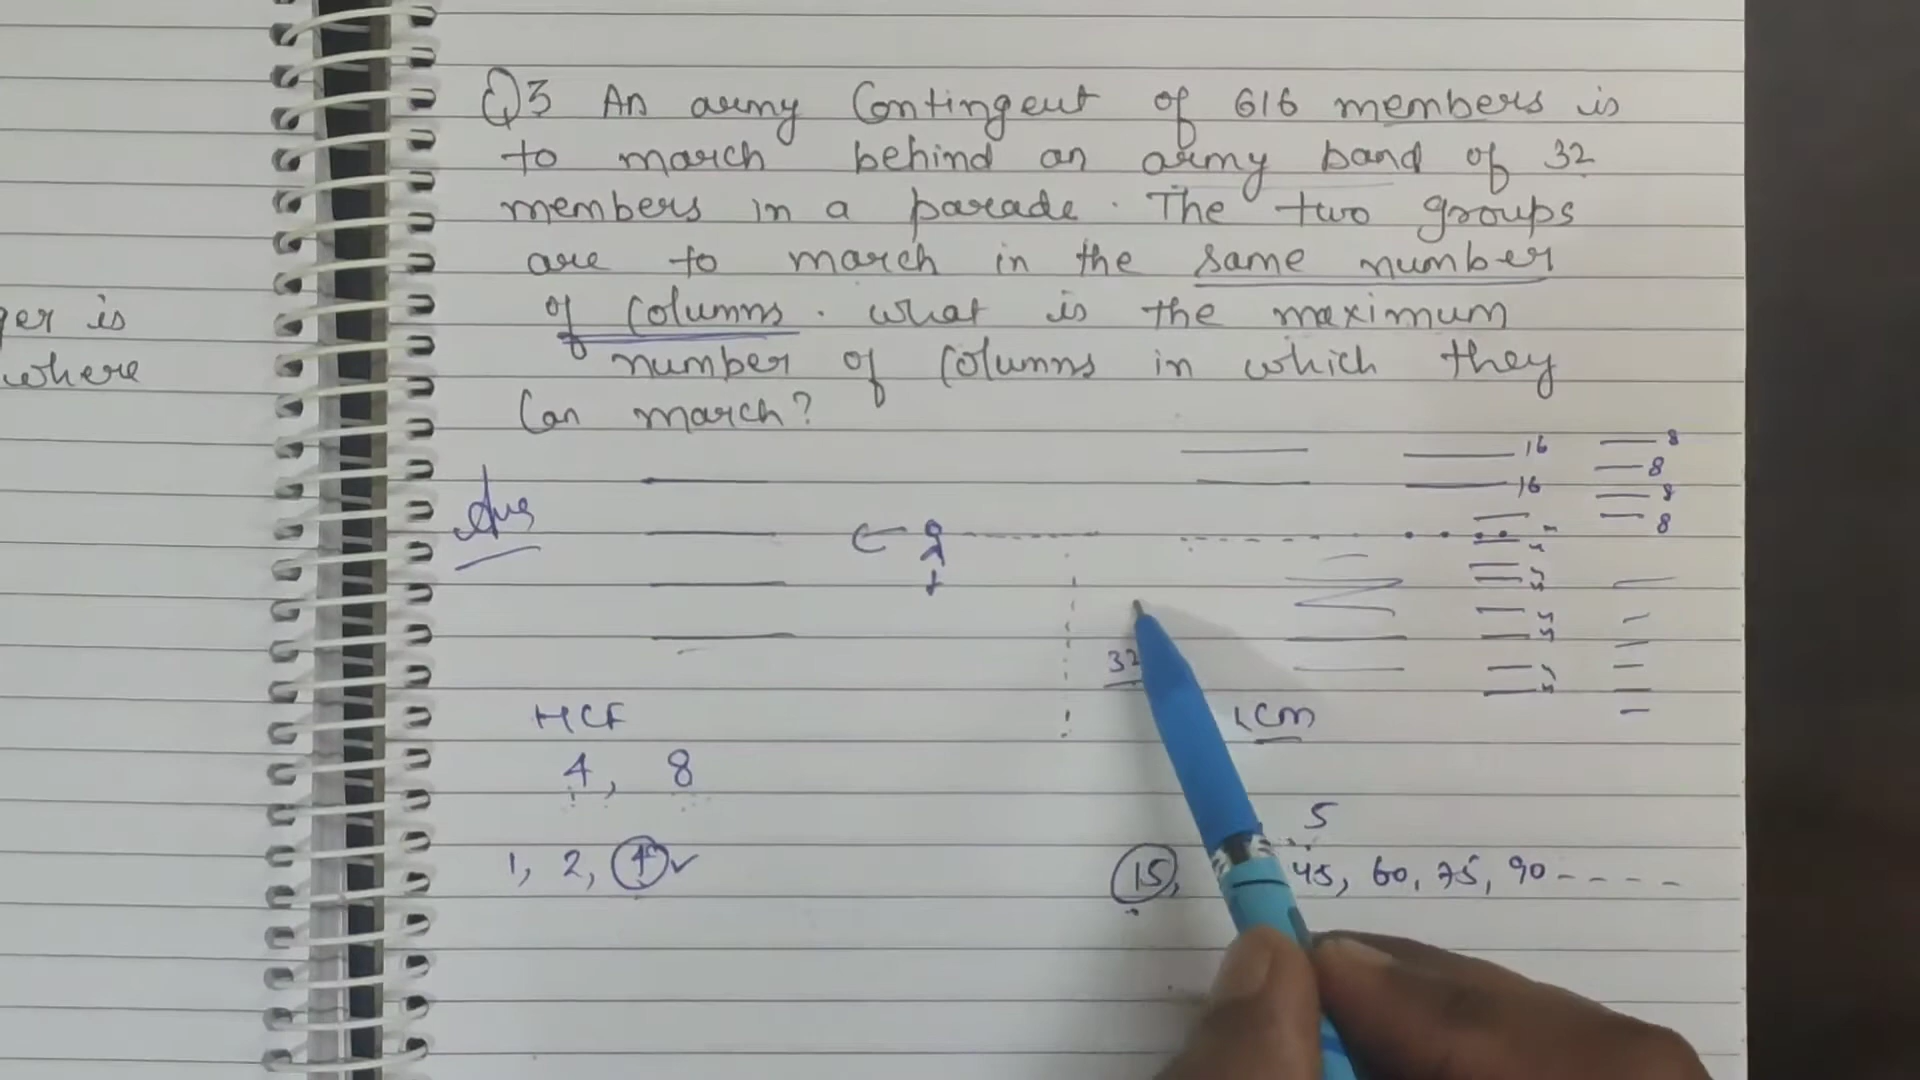 ger is
where
Q3 An army Contingent of 616 members is
to march behind an army band of 32
members in a parade. The two groups
are to march in the same number
of columns. what is the maximum
number of columns in which they
Can march?
Ans
16
16
8
8
8
8
32
HCF
LCM
4, 8
5
1, 2, 4
15, 45, 60, 75, 90 - - - -